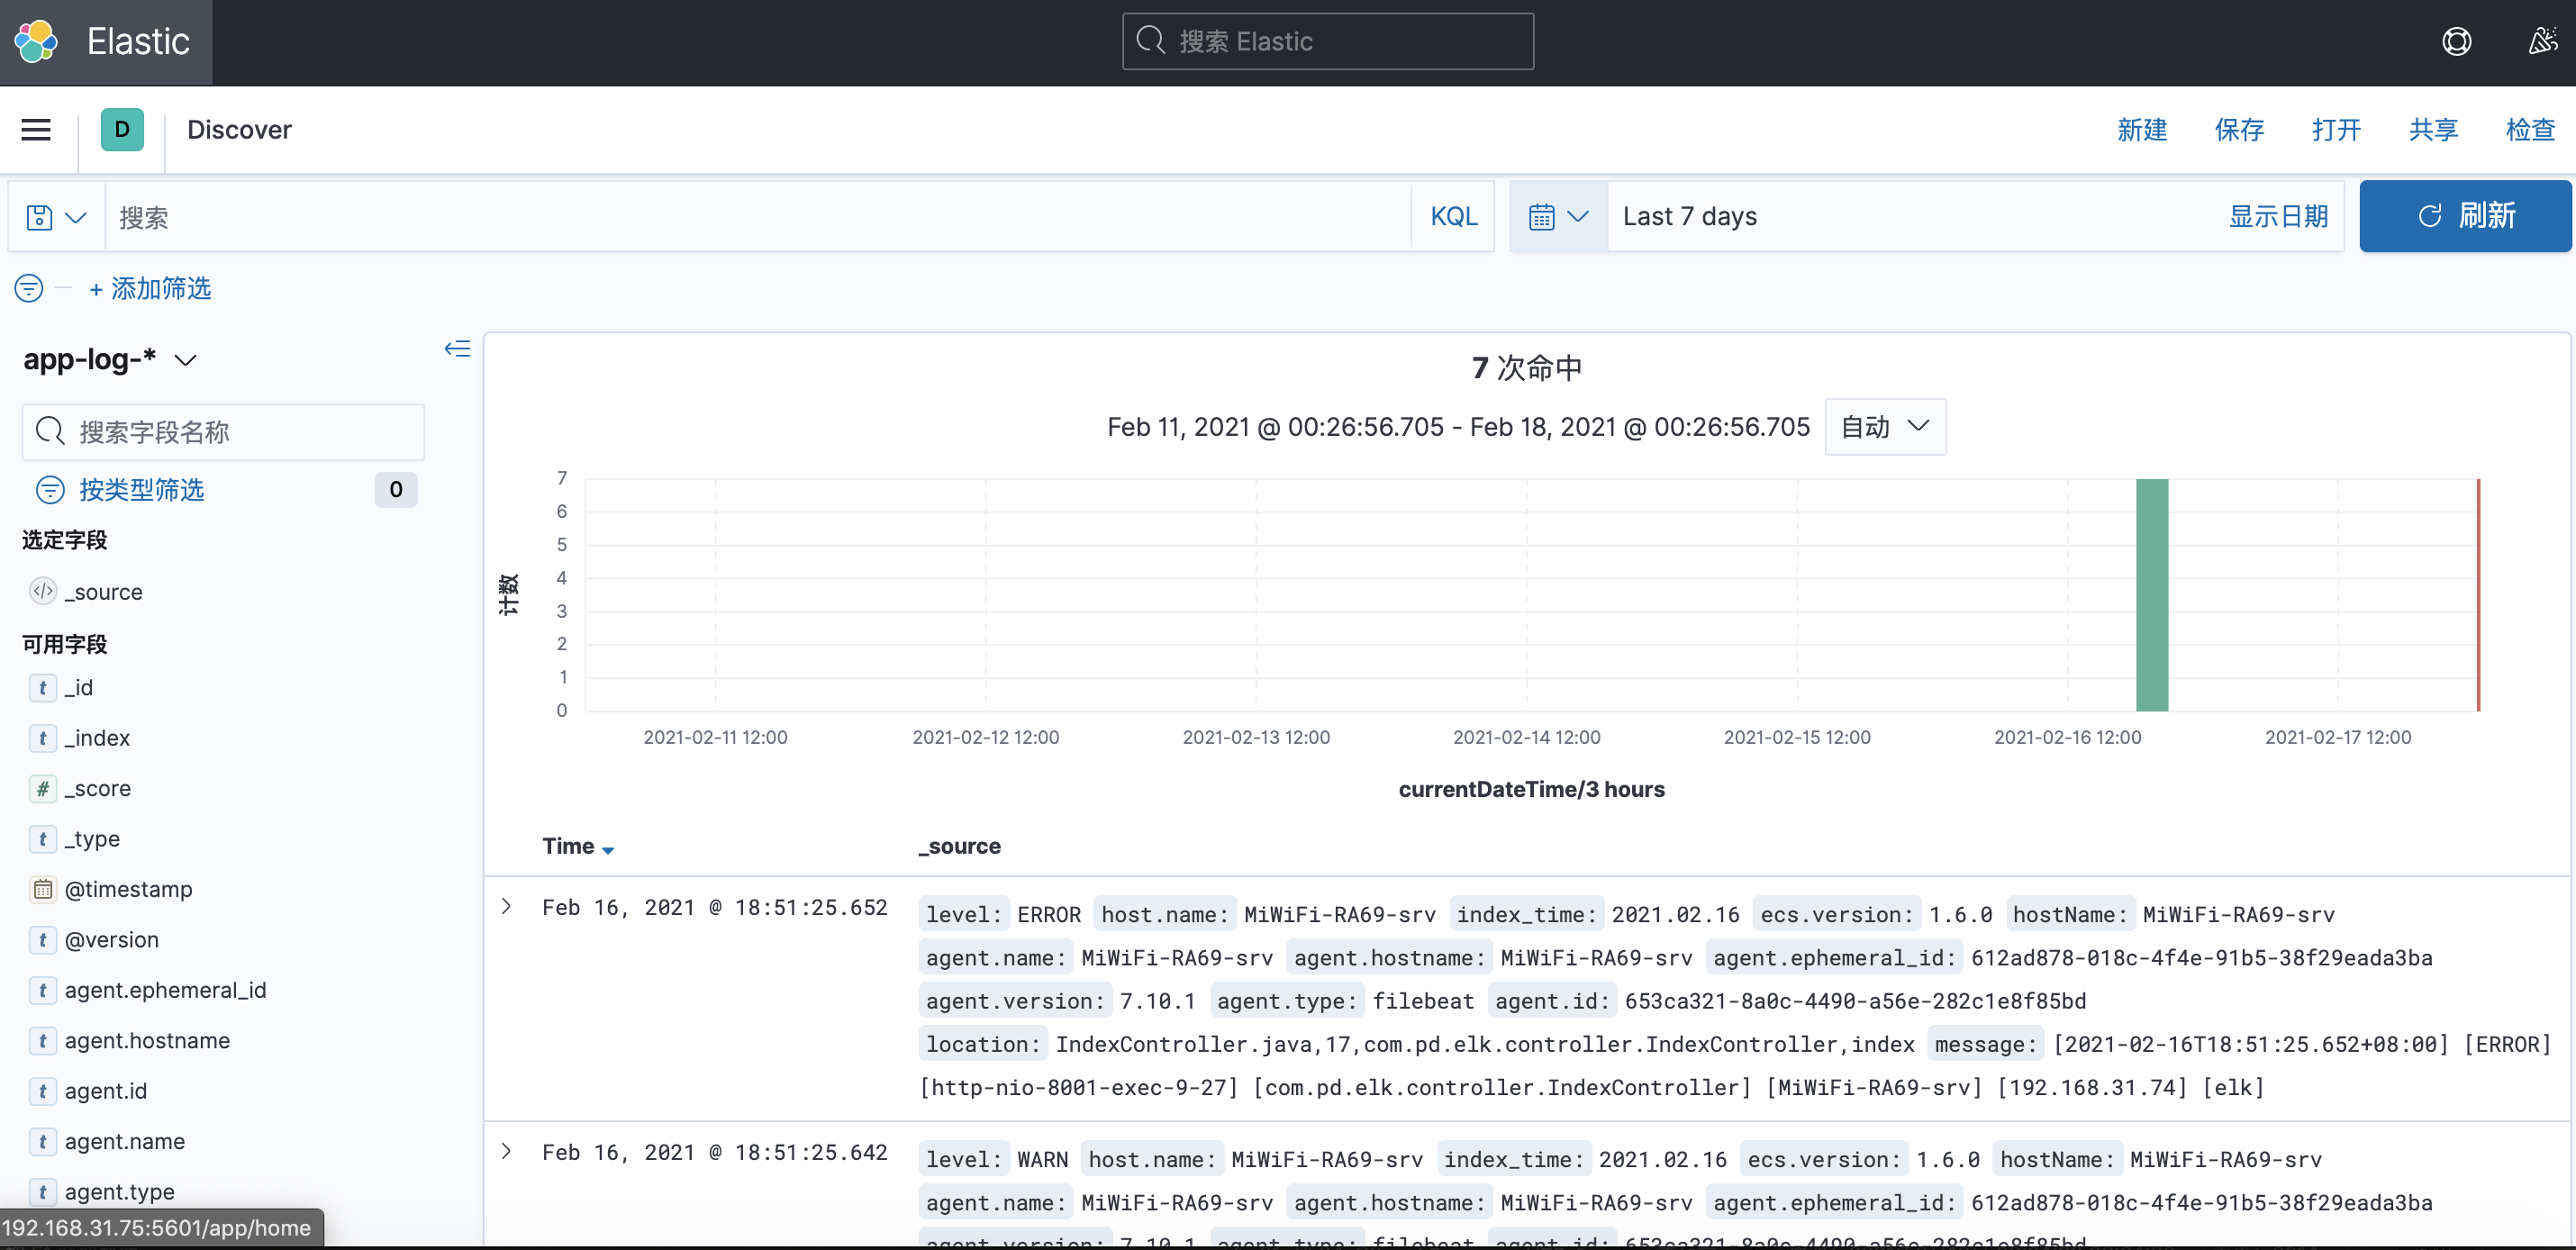 Elastic
搜索 Elastic
D
Discover
新建 保存 打开 共享 检查
搜索
KQL
Last 7 days
显示日期
刷新
+ 添加筛选
app-log-*
搜索字段名称
按类型筛选 0
选定字段
_source
可用字段
t _id
t _index
# _score
t _type
@timestamp
t @version
t agent.ephemeral_id
t agent.hostname
t agent.id
t agent.name
t agent.type
192.168.31.75:5601/app/home
7 次命中
Feb 11, 2021 @ 00:26:56.705 - Feb 18, 2021 @ 00:26:56.705 自动
计数
7
6
5
4
3
2
1
0
2021-02-11 12:00 2021-02-12 12:00 2021-02-13 12:00 2021-02-14 12:00 2021-02-15 12:00 2021-02-16 12:00 2021-02-17 12:00
currentDateTime/3 hours
Time _source
Feb 16, 2021 @ 18:51:25.652 level: ERROR host.name: MiWiFi-RA69-srv index_time: 2021.02.16 ecs.version: 1.6.0 hostName: MiWiFi-RA69-srv
agent.name: MiWiFi-RA69-srv agent.hostname: MiWiFi-RA69-srv agent.ephemeral_id: 612ad878-018c-4f4e-91b5-38f29eada3ba
agent.version: 7.10.1 agent.type: filebeat agent.id: 653ca321-8a0c-4490-a56e-282c1e8f85bd
location: IndexController.java,17,com.pd.elk.controller.IndexController,index message: [2021-02-16T18:51:25.652+08:00] [ERROR]
[http-nio-8001-exec-9-27] [com.pd.elk.controller.IndexController] [MiWiFi-RA69-srv] [192.168.31.74] [elk]
Feb 16, 2021 @ 18:51:25.642 level: WARN host.name: MiWiFi-RA69-srv index_time: 2021.02.16 ecs.version: 1.6.0 hostName: MiWiFi-RA69-srv
agent.name: MiWiFi-RA69-srv agent.hostname: MiWiFi-RA69-srv agent.ephemeral_id: 612ad878-018c-4f4e-91b5-38f29eada3ba
agent.version: 7.10.1 agent.type: filebeat agent.id: 653ca321-8a0c-4490-a56e-282c1e8f85bd